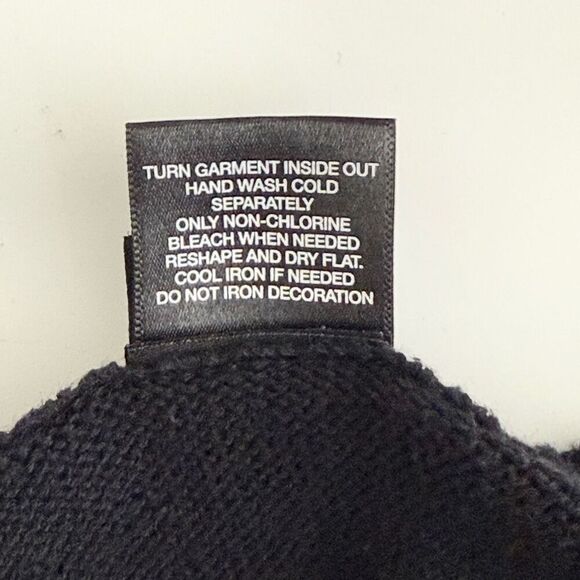 TURN GARMENT INSIDE OUT
HAND WASH COLD
SEPARATELY
ONLY NON-CHLORINE
BLEACH WHEN NEEDED
RESHAPE AND DRY FLAT.
COOL IRON IF NEEDED
DO NOT IRON DECORATION